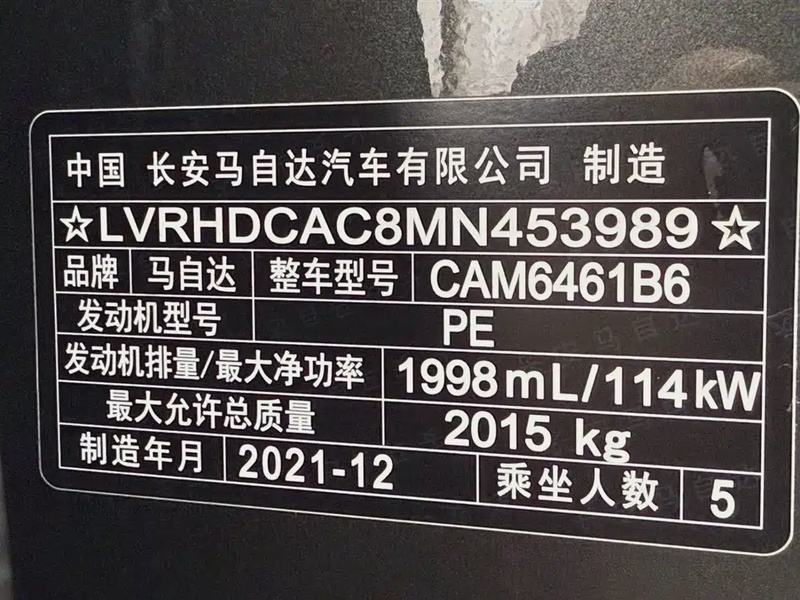 中国 长安马自达汽车有限公司 制造
☆LVRHDCAC8MN453989☆
品牌 马自达 整车型号 CAM6461B6
发动机型号 PE
发动机排量/最大净功率 1998mL/114kW
最大允许总质量 2015 kg
制造年月 2021-12 乘坐人数 5